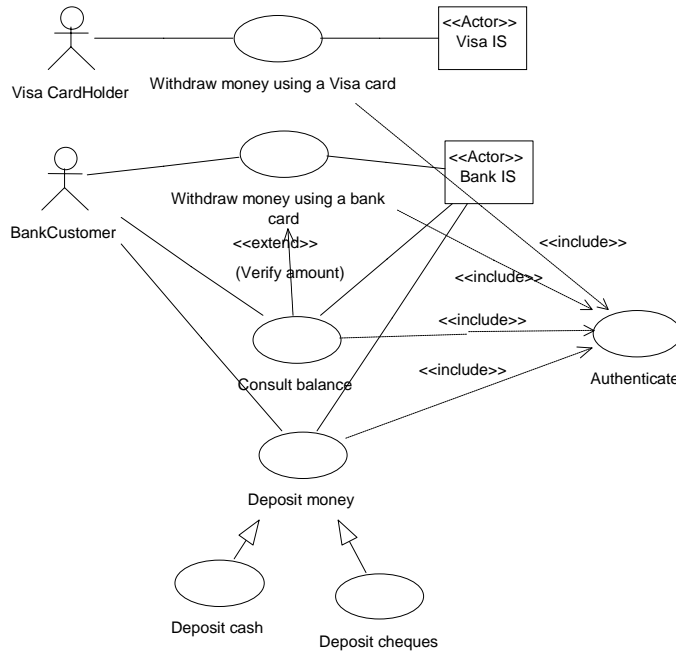 <<Actor>>
Visa IS
Visa CardHolder
Withdraw money using a Visa card
<<Actor>>
Bank IS
Withdraw money using a bank
card
BankCustomer
<<extend>>
(Verify amount)
<<include>>
<<include>>
<<include>>
<<include>>
Consult balance
Authenticate
Deposit money
Deposit cash
Deposit cheques